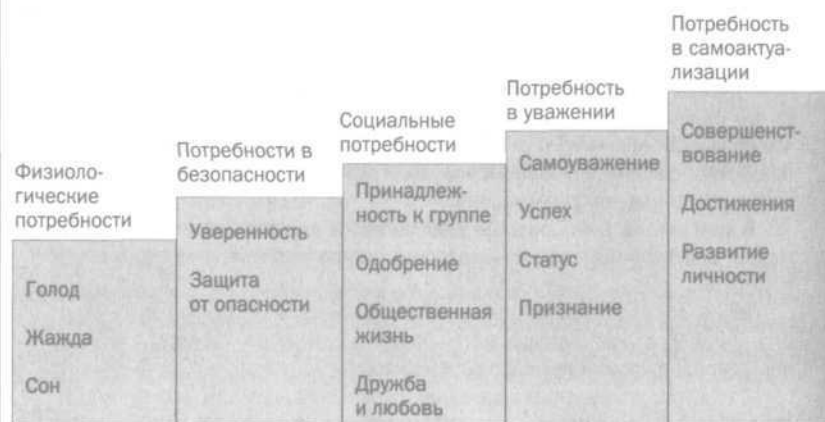 Физиоло-
гические
потребности
Голод
Жажда
Сон
Потребности в
безопасности
Уверенность
Защита
от опасности
Социальные
потребности
Принадлеж-
ность к группе
Одобрение
Общественная
жизнь
Дружба
и любовь
Потребность
в уважении
Самоуважение
Успех
Статус
Признание
Потребность
в самоактуа-
лизации
Совершенст-
вование
Достижения
Развитие
личности